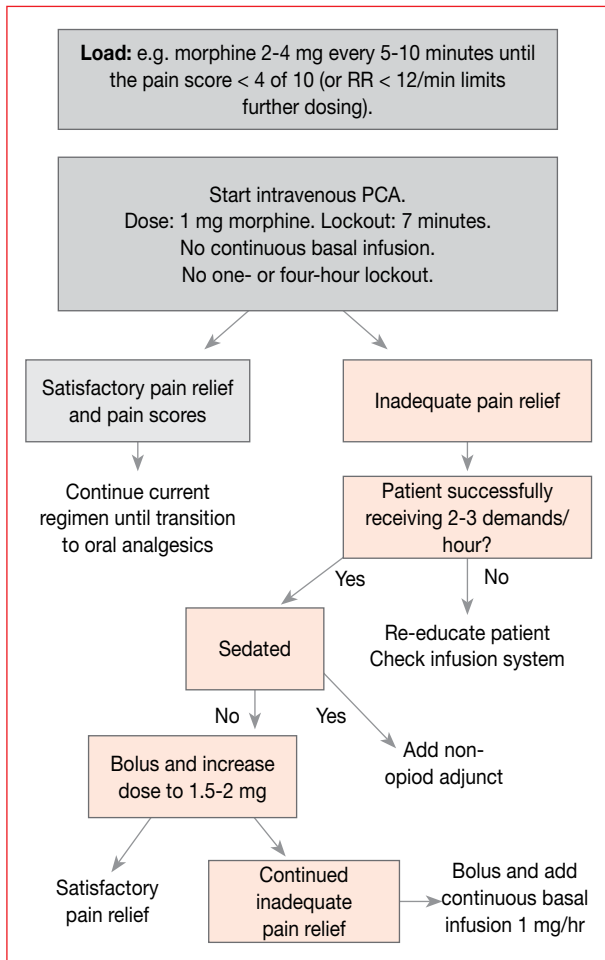 Load: e.g. morphine 2-4 mg every 5-10 minutes until
the pain score < 4 of 10 (or RR < 12/min limits
further dosing).
Start intravenous PCA.
Dose: 1 mg morphine. Lockout: 7 minutes.
No continuous basal infusion.
No one- or four-hour lockout.
Satisfactory pain relief
and pain scores
Inadequate pain relief
Continue current
regimen until transition
to oral analgesics
Patient successfully
receiving 2-3 demands/
hour?
Yes
No
Sedated
Re-educate patient
Check infusion system
No
Yes
Bolus and increase
dose to 1.5-2 mg
Add non-
opiod adjunct
Satisfactory
pain relief
Continued
inadequate
pain relief
Bolus and add
continuous basal
infusion 1 mg/hr